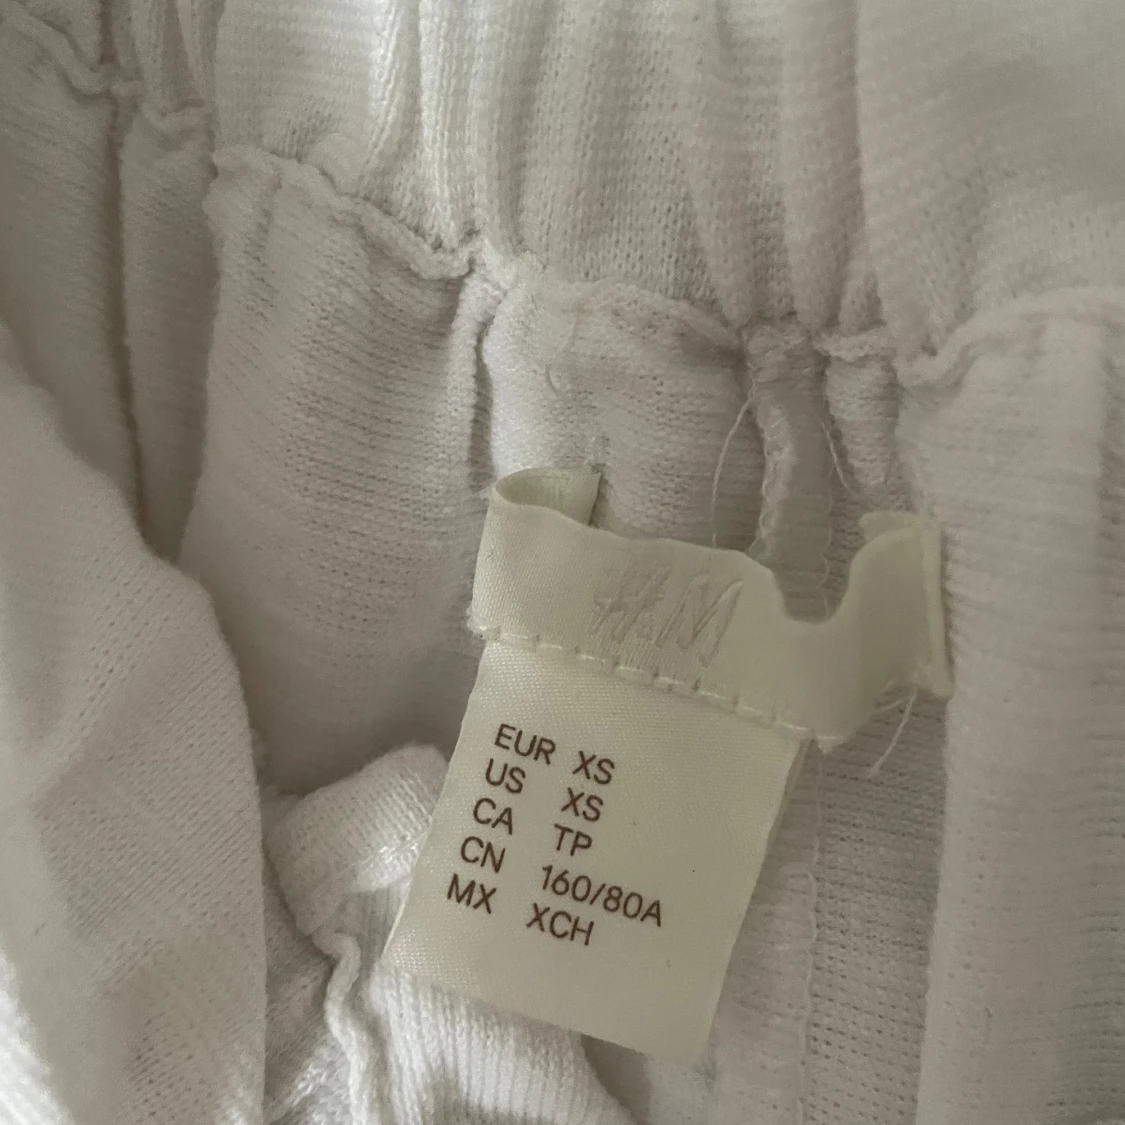 H&M
EUR XS
US XS
CA TP
CN 160/80A
MX XCH